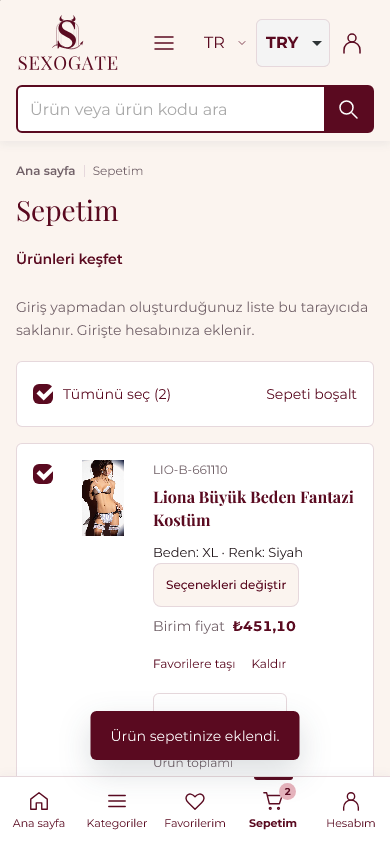 SEXOGATE
TR
TRY
Ürün veya ürün kodu ara
Ana sayfa | Sepetim
Sepetim
Ürünleri keşfet
Giriş yapmadan oluşturduğunuz liste bu tarayıcıda
saklanır. Girişte hesabınıza eklenir.
Tümünü seç (2)
Sepeti boşalt
LIO-B-661110
Liona Büyük Beden Fantazi
Kostüm
Beden: XL · Renk: Siyah
Seçenekleri değiştir
Birim fiyat ₺451,10
Favorilere taşı
Kaldır
Ürün sepetinize eklendi.
Ürün toplamı
2
Ana sayfa
Kategoriler
Favorilerim
Sepetim
Hesabım